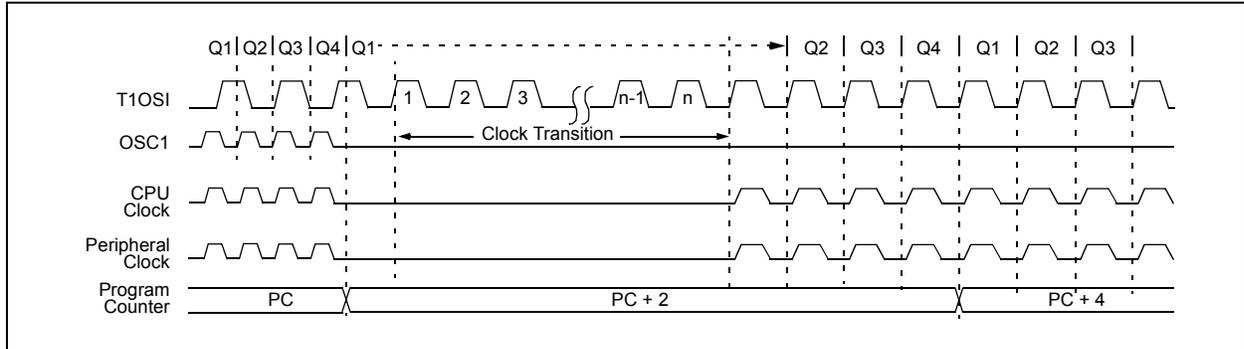 Q1 Q2 Q3 Q4 Q1 Q2 Q3 Q4 Q1 Q2 Q3
T1OSI 1 2 3 n-1 n
Clock Transition
OSC1
CPU
Clock
Peripheral
Clock
Program
Counter
PC PC + 2 PC + 4